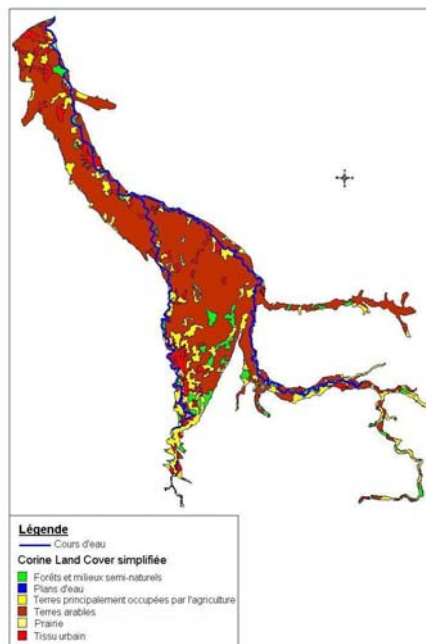 Légende
Cours d'eau
Corine Land Cover simplifiée
Forêts et milieux semi-naturels
Plans d'eau
Terres principalement occupées par l'agriculture
Terres arables
Prairie
Tissu urbain